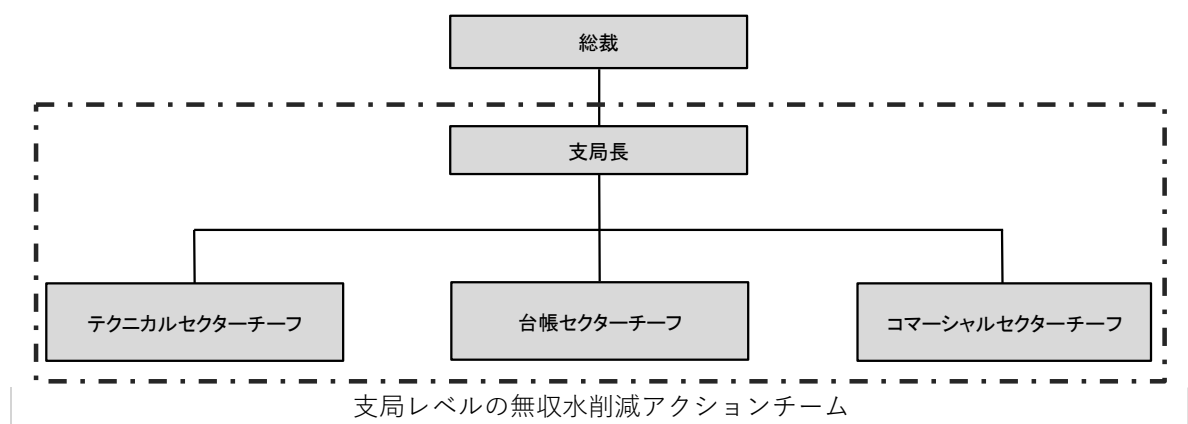 総裁
支局長
テクニカルセクターチーフ
台帳セクターチーフ
コマーシャルセクターチーフ
支局レベルの無収水削減アクションチーム